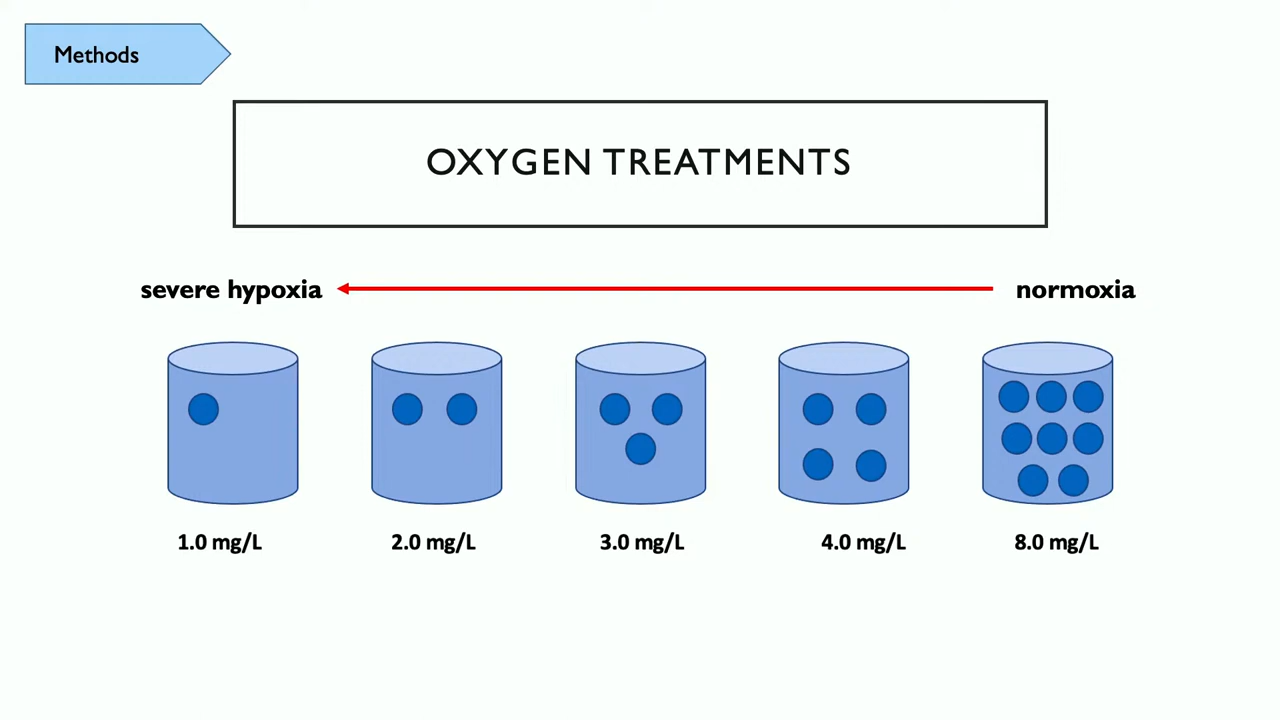 Methods
OXYGEN TREATMENTS
severe hypoxia
normoxia
1.0 mg/L
2.0 mg/L
3.0 mg/L
4.0 mg/L
8.0 mg/L